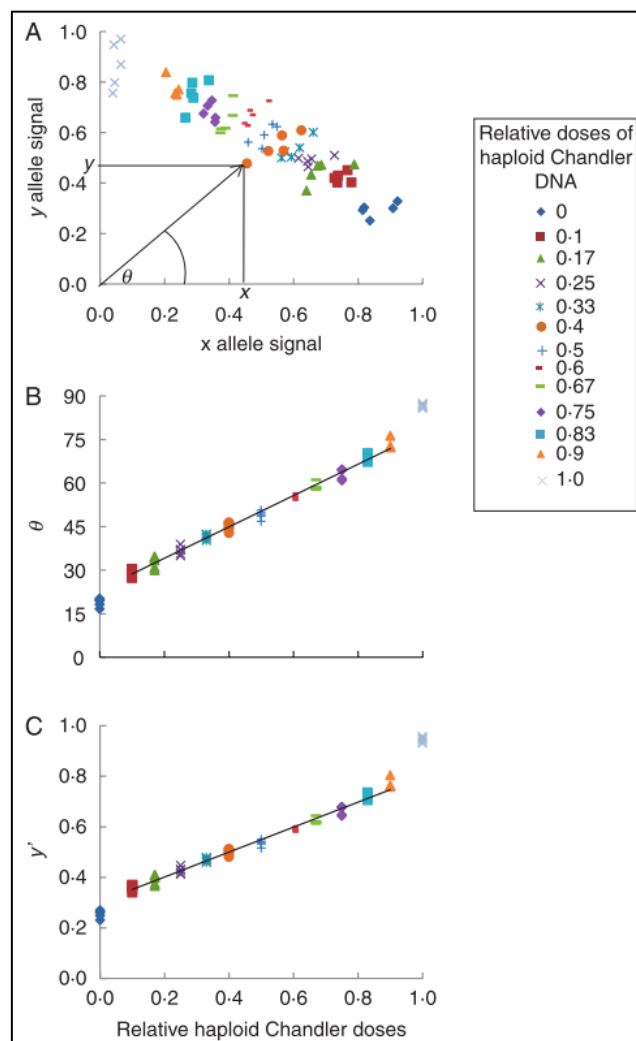 A
1·0
0·8
0·6
y allele signal
y
0·4
0·2
θ
0·0
x
0·0 0·2 0·4 0·6 0·8 1·0
x allele signal
Relative doses of
haploid Chandler
DNA
0
0·1
0·17
0·25
0·33
0·4
0·5
0·6
0·67
0·75
0·83
0·9
1·0
B
90
75
60
θ
45
30
15
0
C
1·0
0·8
0·6
y'
0·4
0·2
0·0
0·0 0·2 0·4 0·6 0·8 1·0
Relative haploid Chandler doses